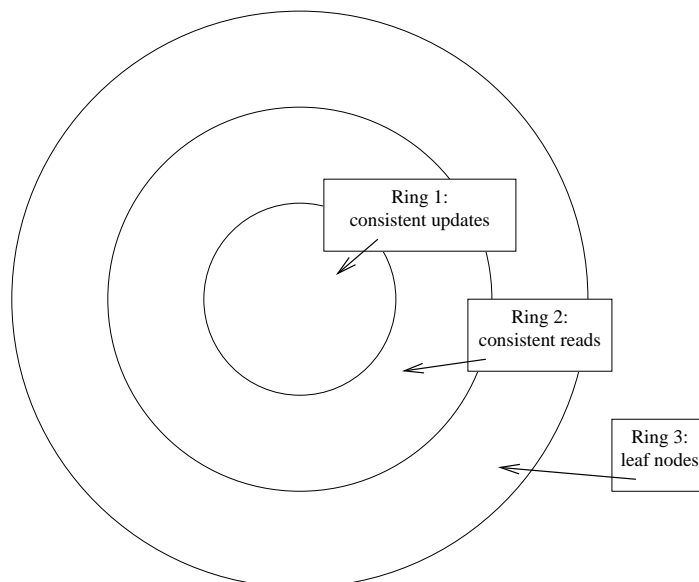 Ring 1:
consistent updates
Ring 2:
consistent reads
Ring 3:
leaf nodes